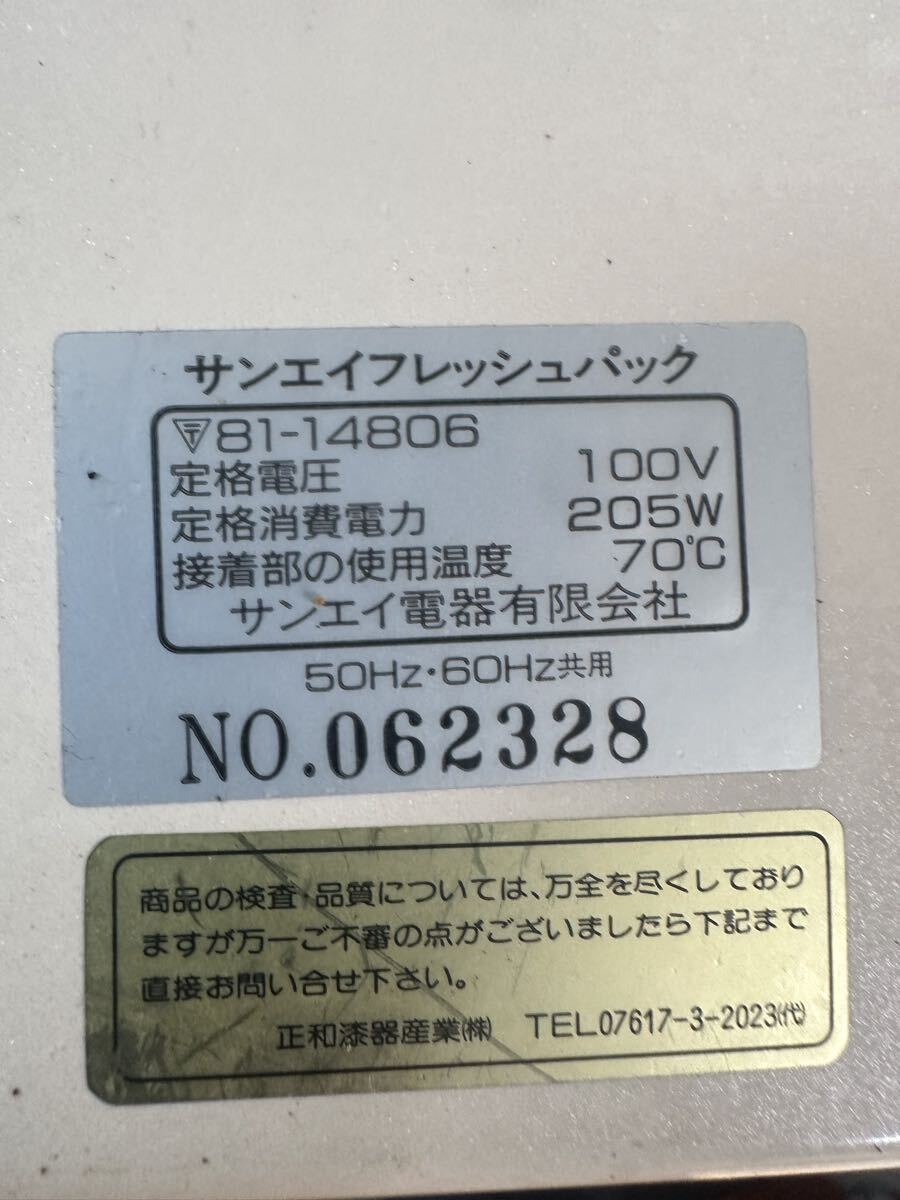 サンエイフレッシュパック
〒81-14806
定格電圧 100V
定格消費電力 205W
接着部の使用温度 70℃
サンエイ電器有限会社
50Hz・60Hz共用
NO.062328
商品の検査・品質については、万全を尽くしており
ますが万一ご不審の点がございましたら下記まで
直接お問い合せ下さい。
正和漆器産業㈱ TEL07617-3-2023㈹